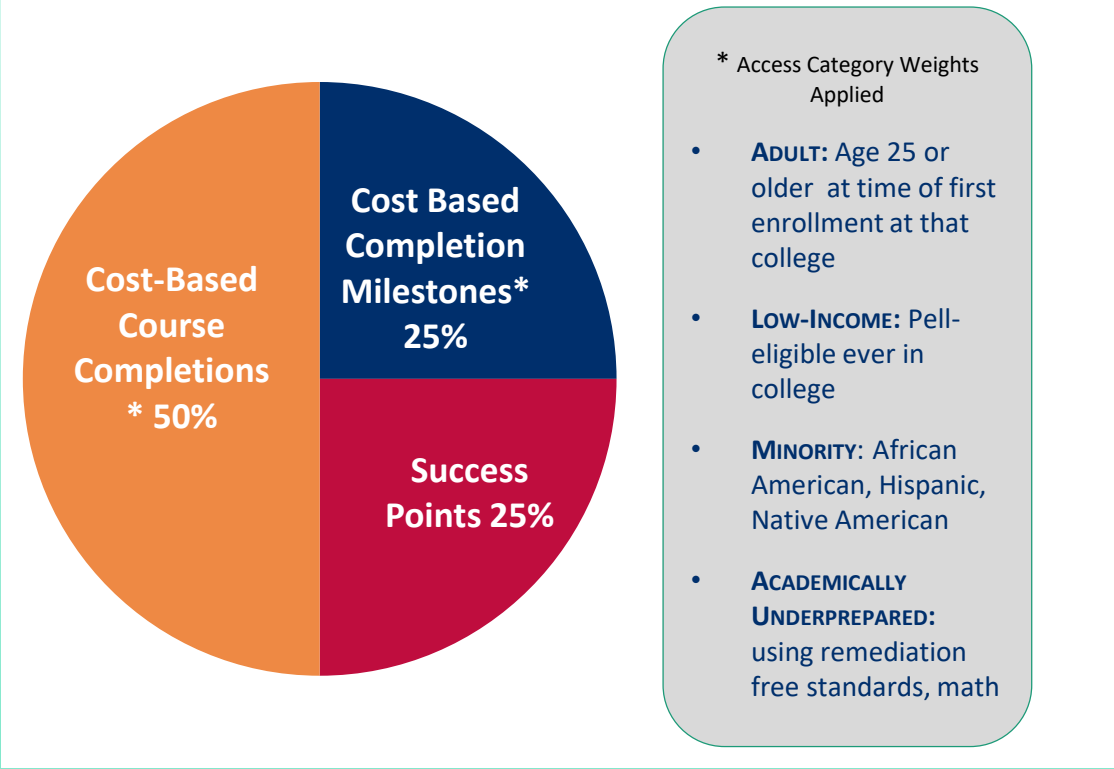 Cost-Based
Course
Completions
* 50%
Cost Based
Completion
Milestones*
25%
Success
Points 25%
* Access Category Weights
Applied
• ADULT: Age 25 or
older at time of first
enrollment at that
college
• LOW-INCOME: Pell-
eligible ever in
college
• MINORITY: African
American, Hispanic,
Native American
• ACADEMICALLY
UNDERPREPARED:
using remediation
free standards, math